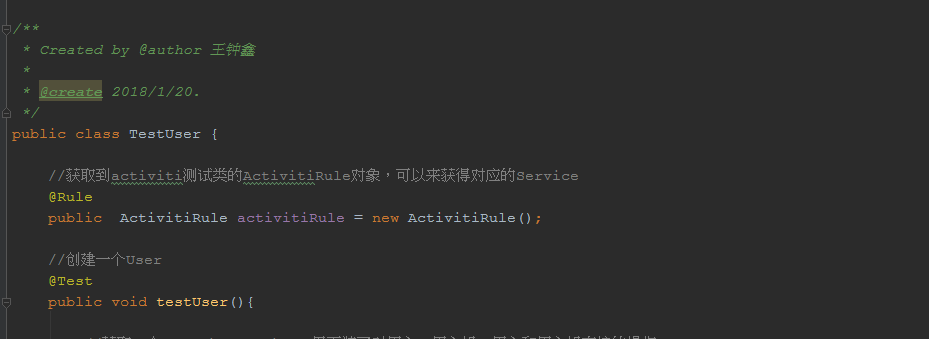 /**
* Created by @author 王钟鑫
*
* @create 2018/1/20.
*/
public class TestUser {
//获取到activiti测试类的ActivitiRule对象，可以来获得对应的Service
@Rule
public  ActivitiRule activitiRule = new ActivitiRule();
//创建一个User
@Test
public void testUser(){